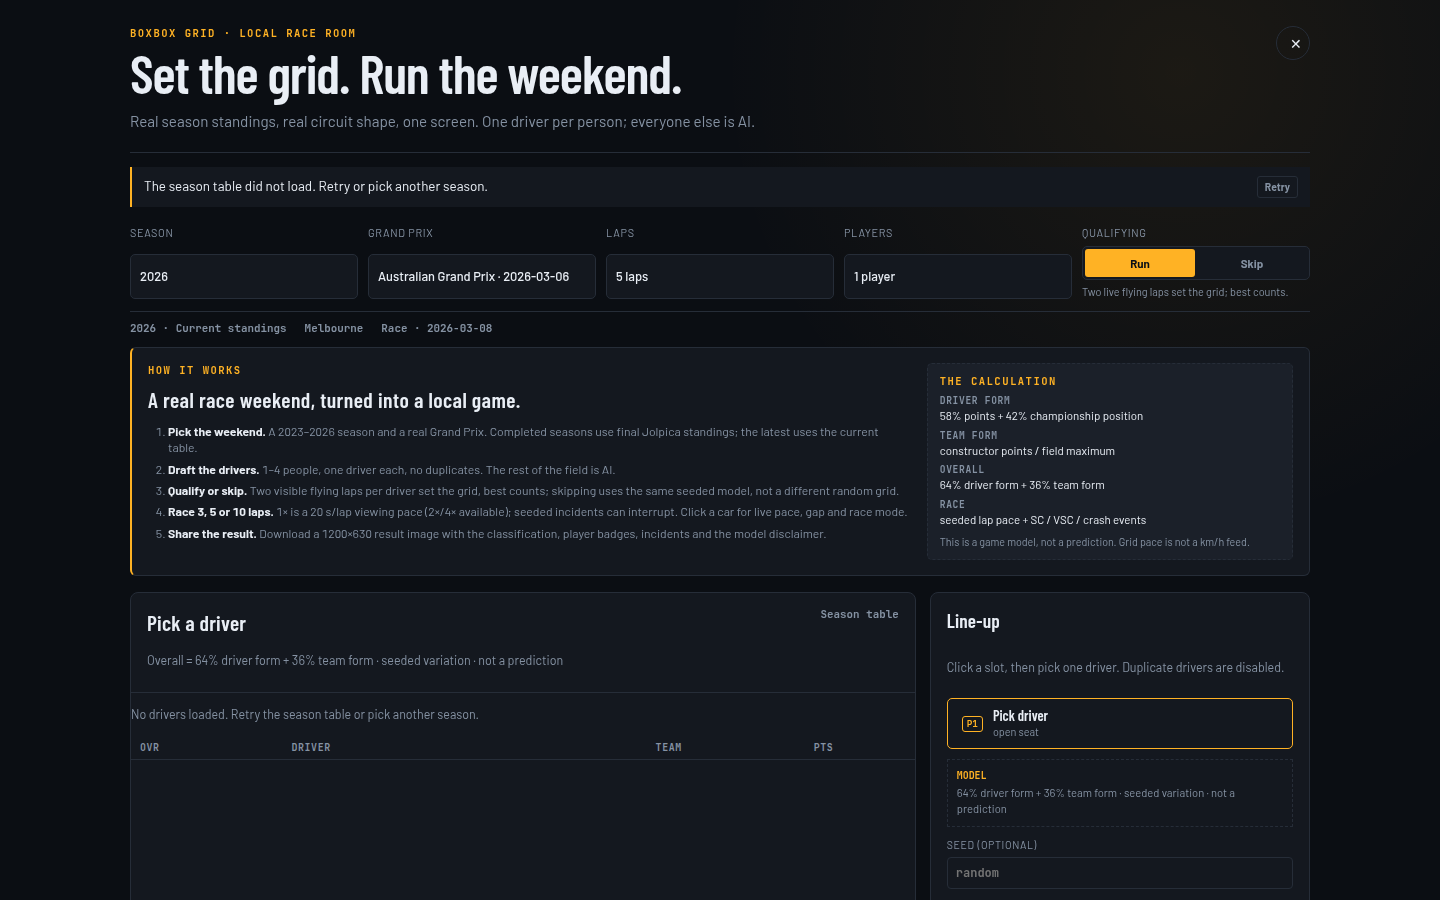 BOXBOX GRID · LOCAL RACE ROOM
✕
Set the grid. Run the weekend.
Real season standings, real circuit shape, one screen. One driver per person; everyone else is AI.
The season table did not load. Retry or pick another season.
Retry
SEASON
GRAND PRIX
LAPS
PLAYERS
QUALIFYING
2026
Australian Grand Prix · 2026-03-06
5 laps
1 player
Run
Skip
Two live flying laps set the grid; best counts.
2026 · Current standings
Melbourne
Race · 2026-03-08
HOW IT WORKS
A real race weekend, turned into a local game.
1. Pick the weekend. A 2023–2026 season and a real Grand Prix. Completed seasons use final Jolpica standings; the latest uses the current
table.
2. Draft the drivers. 1–4 people, one driver each, no duplicates. The rest of the field is AI.
3. Qualify or skip. Two visible flying laps per driver set the grid, best counts; skipping uses the same seeded model, not a different random grid.
4. Race 3, 5 or 10 laps. 1× is a 20 s/lap viewing pace (2×/4× available); seeded incidents can interrupt. Click a car for live pace, gap and race mode.
5. Share the result. Download a 1200×630 result image with the classification, player badges, incidents and the model disclaimer.
THE CALCULATION
DRIVER FORM
58% points + 42% championship position
TEAM FORM
constructor points / field maximum
OVERALL
64% driver form + 36% team form
RACE
seeded lap pace + SC / VSC / crash events
This is a game model, not a prediction. Grid pace is not a km/h feed.
Pick a driver
Season table
Overall = 64% driver form + 36% team form · seeded variation · not a prediction
No drivers loaded. Retry the season table or pick another season.
OVR
DRIVER
TEAM
PTS
Line-up
Click a slot, then pick one driver. Duplicate drivers are disabled.
P1
Pick driver
open seat
MODEL
64% driver form + 36% team form · seeded variation · not a
prediction
SEED (OPTIONAL)
random